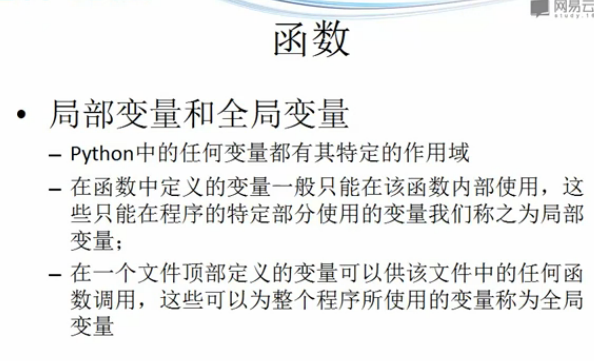 网易云
函数
• 局部变量和全局变量
– Python中的任何变量都有其特定的作用域
– 在函数中定义的变量一般只能在该函数内部使用，这
些只能在程序的特定部分使用的变量我们称之为局部
变量；
– 在一个文件顶部定义的变量可以供该文件中的任何函
数调用，这些可以为整个程序所使用的变量称为全局
变量